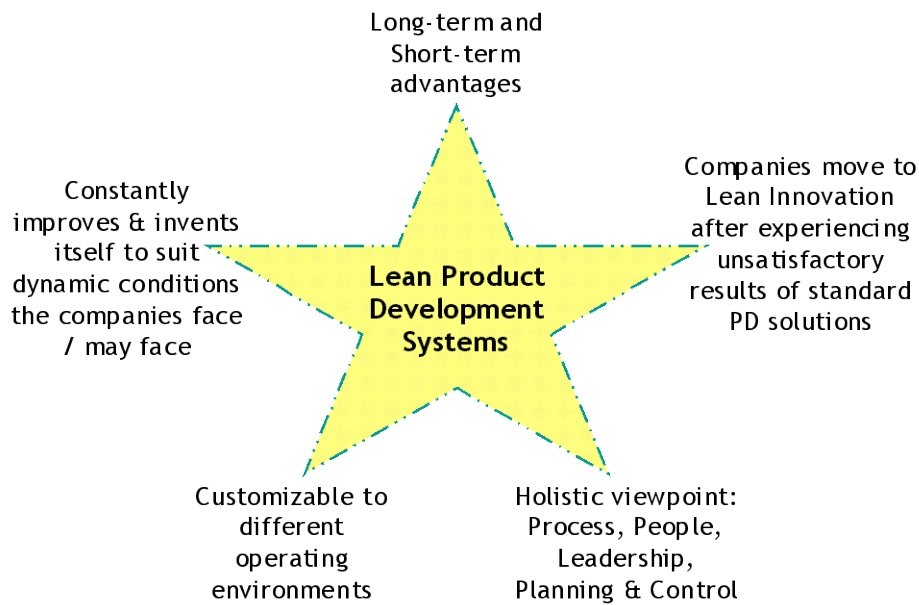 Long-term and
Short-term
advantages
Companies move to
Lean Innovation
after experiencing
unsatisfactory
results of standard
PD solutions
Constantly
improves & invents
itself to suit
dynamic conditions
the companies face
/ may face
Lean Product
Development
Systems
Customizable to
different
operating
environments
Holistic viewpoint:
Process, People,
Leadership,
Planning & Control